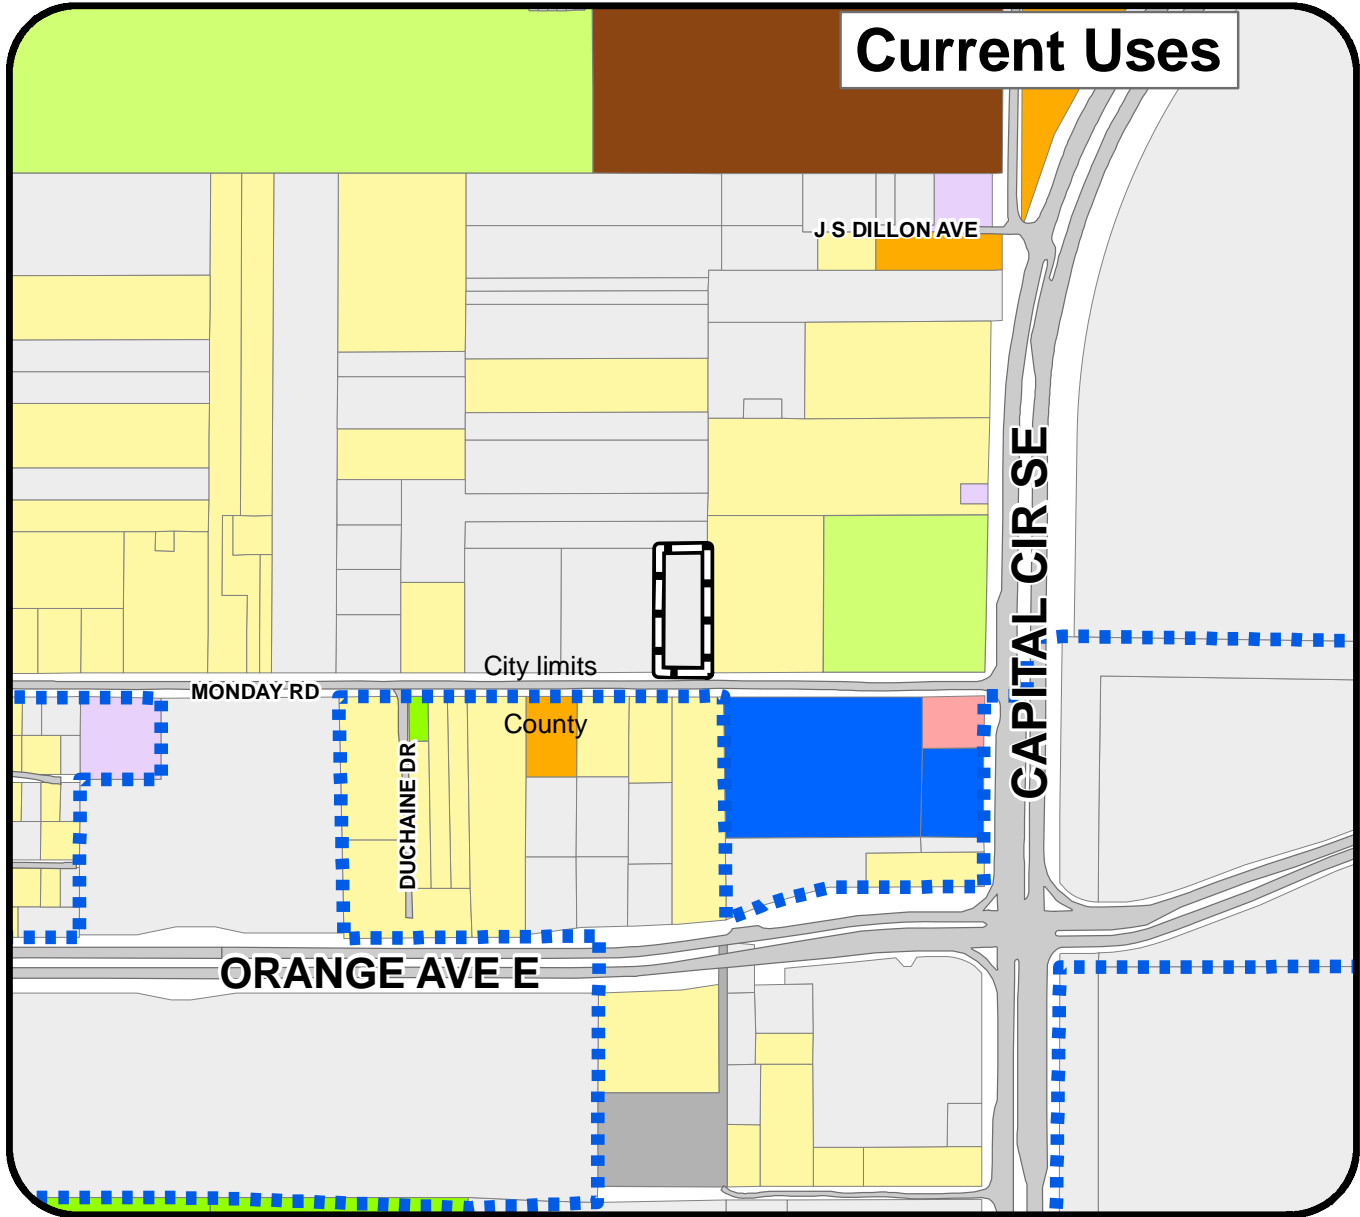 Current Uses
J S DILLON AVE
CAPITAL CIR SE
City limits
MONDAY RD
County
DUCHAINE DR
ORANGE AVE E